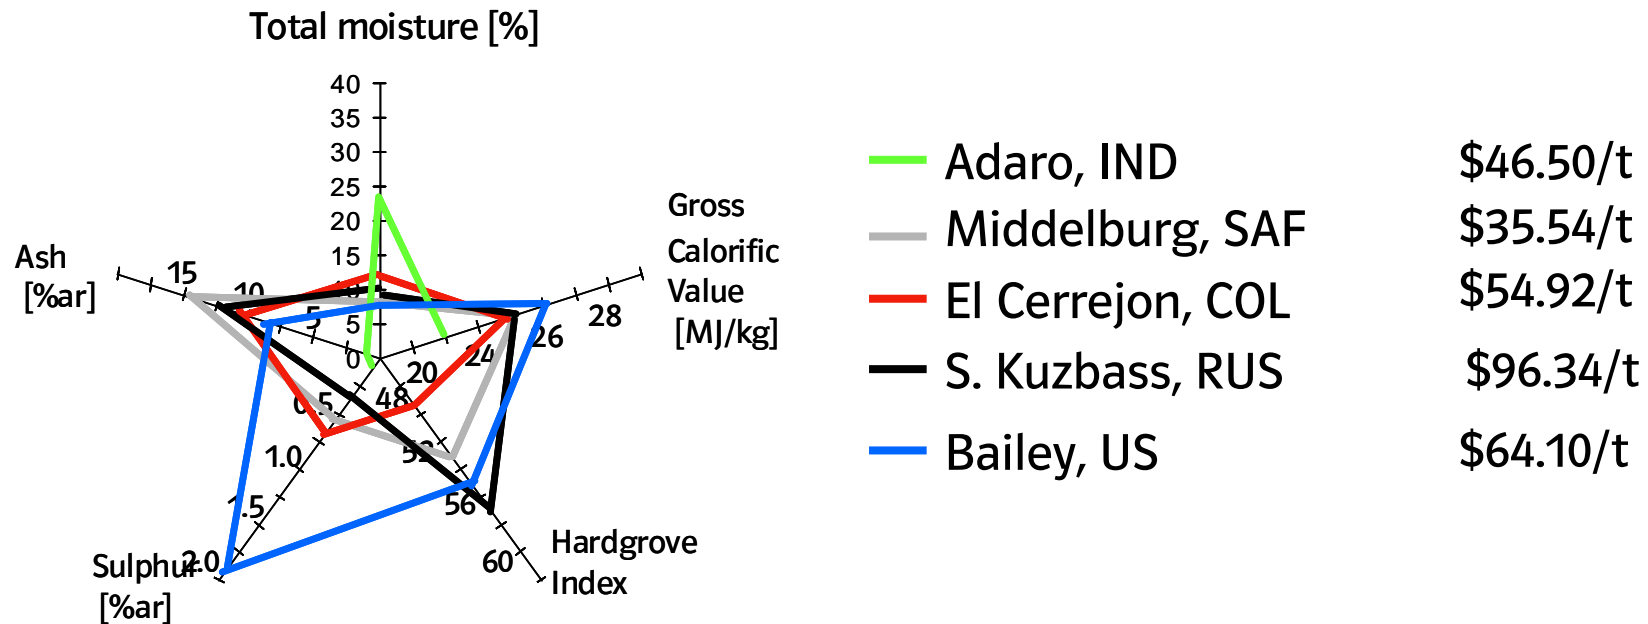 Total moisture [%]
40
35
30
25
20
15
10
5
0
Gross
Calorific
Value
[MJ/kg]
20
24
26
28
Hardgrove
Index
48
52
56
60
Sulphur
[%ar]
0.5
1.0
1.5
2.0
Ash
[%ar]
15
10
5
Adaro, IND $46.50/t
Middelburg, SAF $35.54/t
El Cerrejon, COL $54.92/t
S. Kuzbass, RUS $96.34/t
Bailey, US $64.10/t